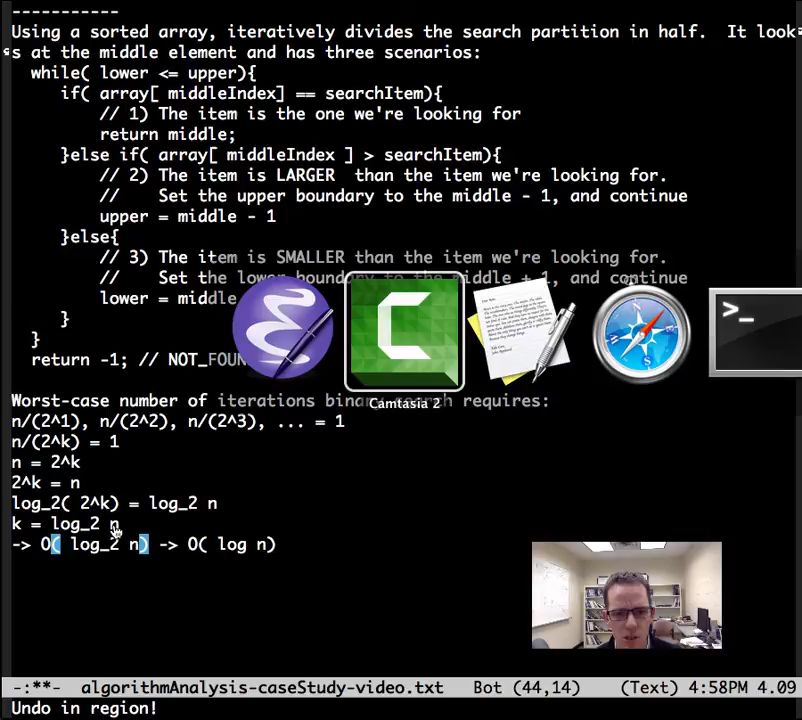 -----------
Using a sorted array, iteratively divides the search partition in half.  It look
s at the middle element and has three scenarios:
while( lower <= upper){
if( array[ middleIndex] == searchItem){
// 1) The item is the one we're looking for
return middle;
}else if( array[ middleIndex ] > searchItem){
// 2) The item is LARGER  than the item we're looking for.
//    Set the upper boundary to the middle - 1, and continue
upper = middle - 1
}else{
// 3) The item is SMALLER than the item we're looking for.
//    Set the lower boundary to the middle + 1, and continue
lower = middle
}
}
return -1; // NOT_FOUN
Worst-case number of iterations binary search requires:
n/(2^1), n/(2^2), n/(2^3), ... = 1
n/(2^k) = 1
n = 2^k
2^k = n
log_2( 2^k) = log_2 n
k = log_2 n
-> O( log_2 n) -> O( log n)
Camtasia 2
>_
-:**-  algorithmAnalysis-caseStudy-video.txt   Bot (44,14)    (Text) 4:58PM 4.09
Undo in region!